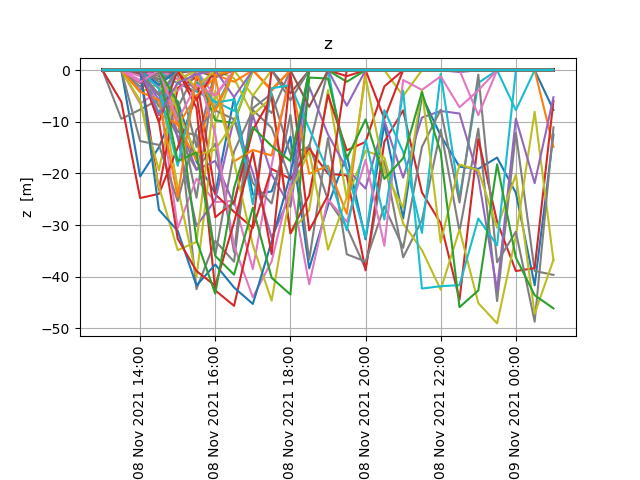 z
0
−10
−20
−30
−40
−50
z  [m]
08 Nov 2021 14:00
08 Nov 2021 16:00
08 Nov 2021 18:00
08 Nov 2021 20:00
08 Nov 2021 22:00
09 Nov 2021 00:00